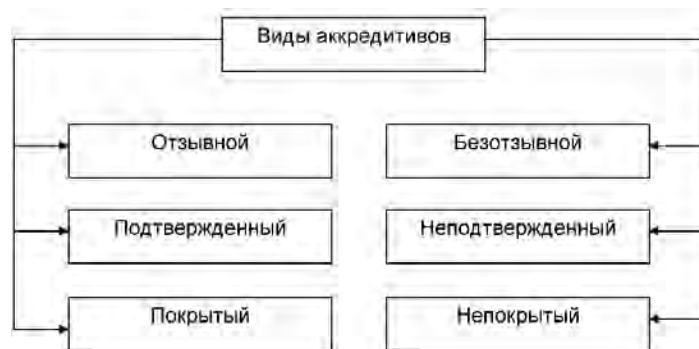 Виды аккредитивов
Отзывной
Безотзывной
Подтвержденный
Неподтвержденный
Покрытый
Непокрытый